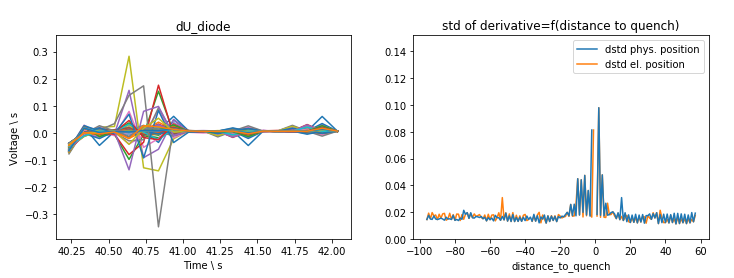 dU_diode
0.3
0.2
0.1
0.0
−0.1
−0.2
−0.3
Voltage \ s
40.25 40.50 40.75 41.00 41.25 41.50 41.75 42.00
Time \ s
std of derivative=f(distance to quench)
0.14
0.12
0.10
0.08
0.06
0.04
0.02
0.00
dstd phys. position
dstd el. position
−100 −80 −60 −40 −20 0 20 40 60
distance_to_quench